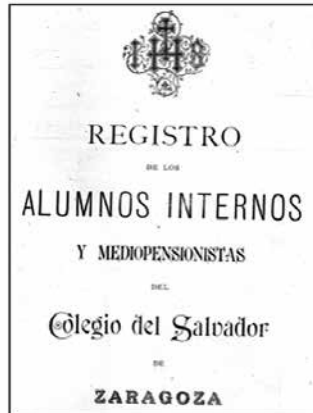 IHS
REGISTRO
DE LOS
ALUMNOS INTERNOS
Y MEDIOPENSIONISTAS
DEL
Colegio del Salvador
DE
ZARAGOZA